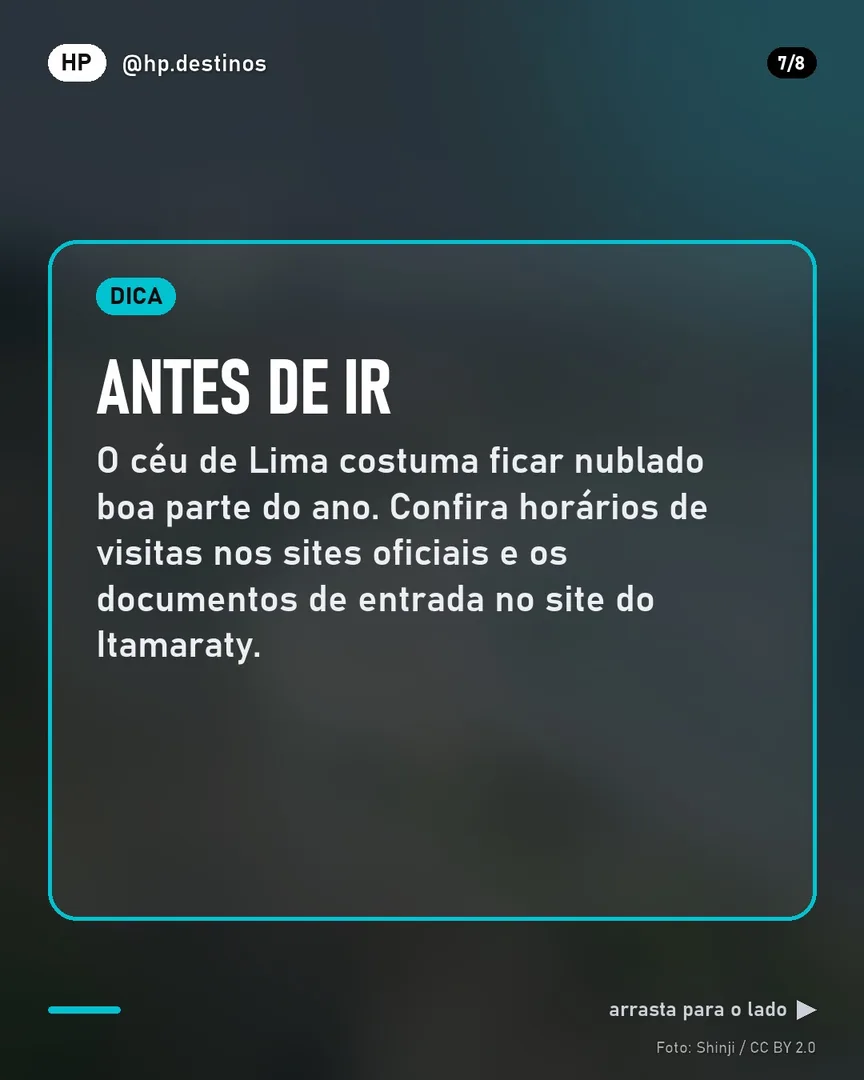 HP @hp.destinos
7/8
DICA
ANTES DE IR
O céu de Lima costuma ficar nublado
boa parte do ano. Confira horários de
visitas nos sites oficiais e os
documentos de entrada no site do
Itamaraty.
arrasta para o lado ▶
Foto: Shinji / CC BY 2.0